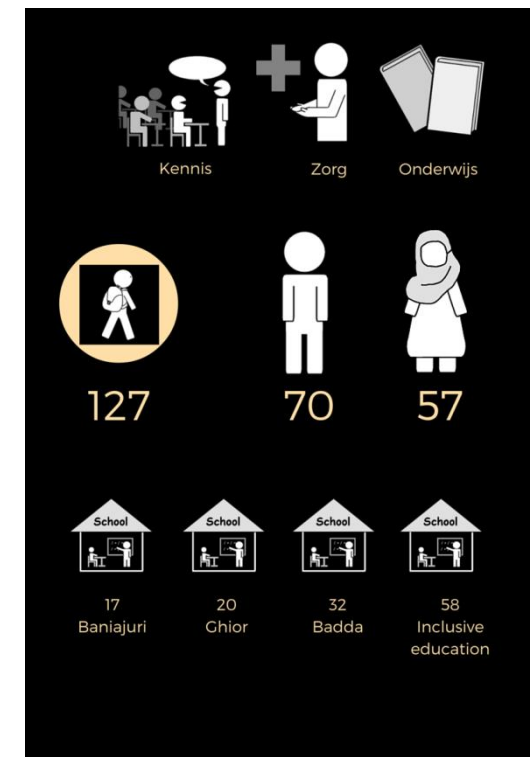 Kennis
Zorg
Onderwijs
127
70
57
School
School
School
School
17
Baniajuri
20
Ghior
32
Badda
58
Inclusive
education